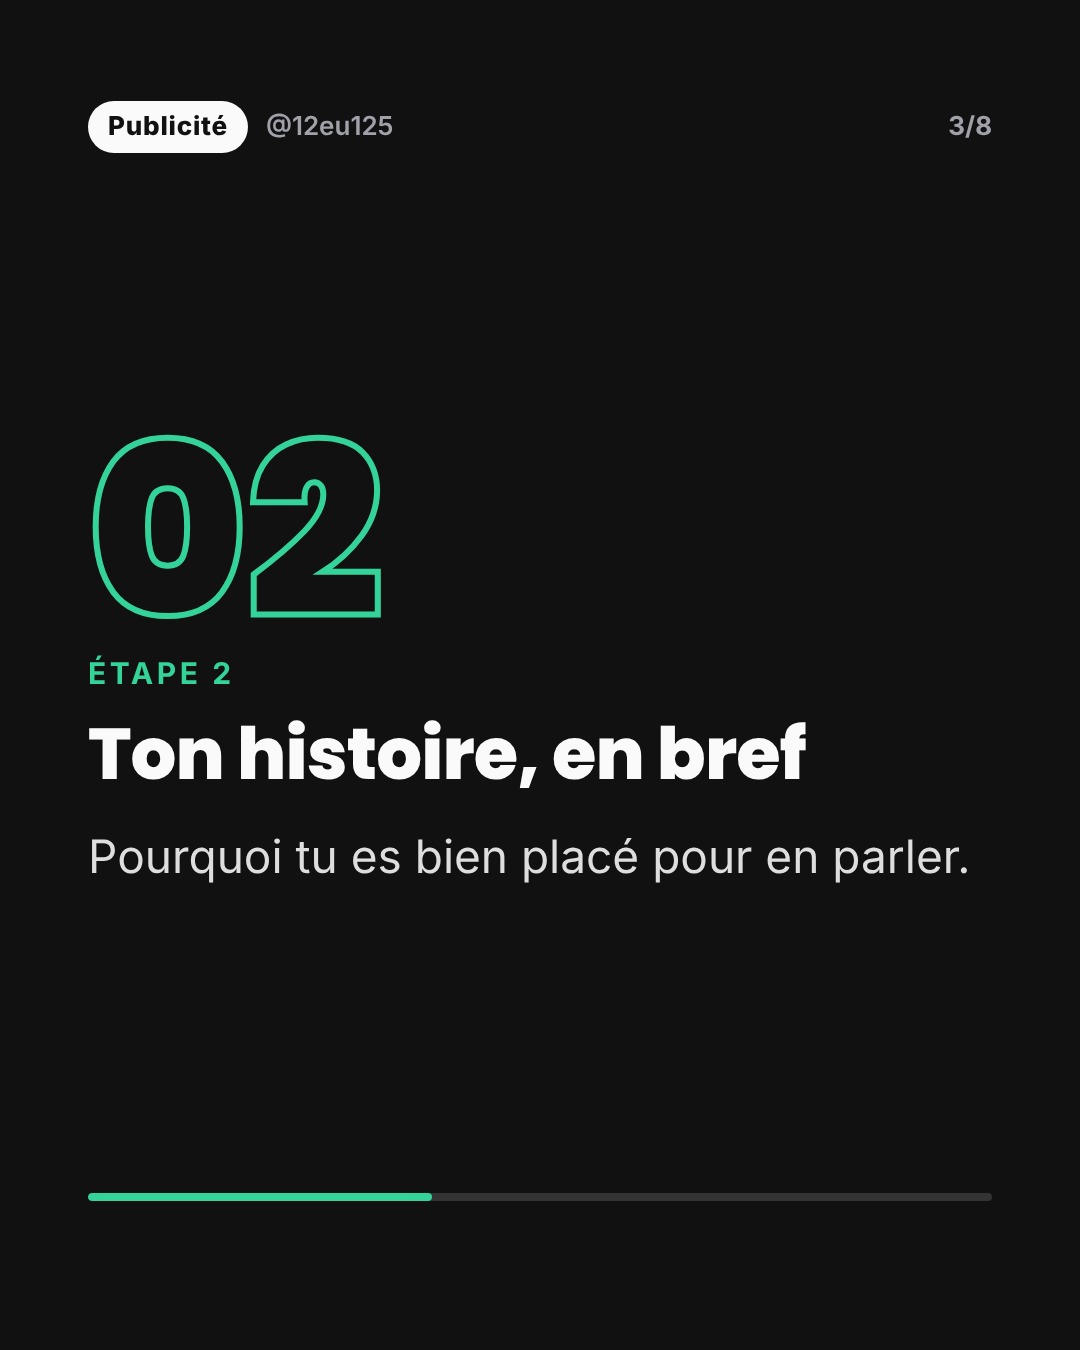 Publicité @12eu125 3/8
02
ÉTAPE 2
Ton histoire, en bref
Pourquoi tu es bien placé pour en parler.